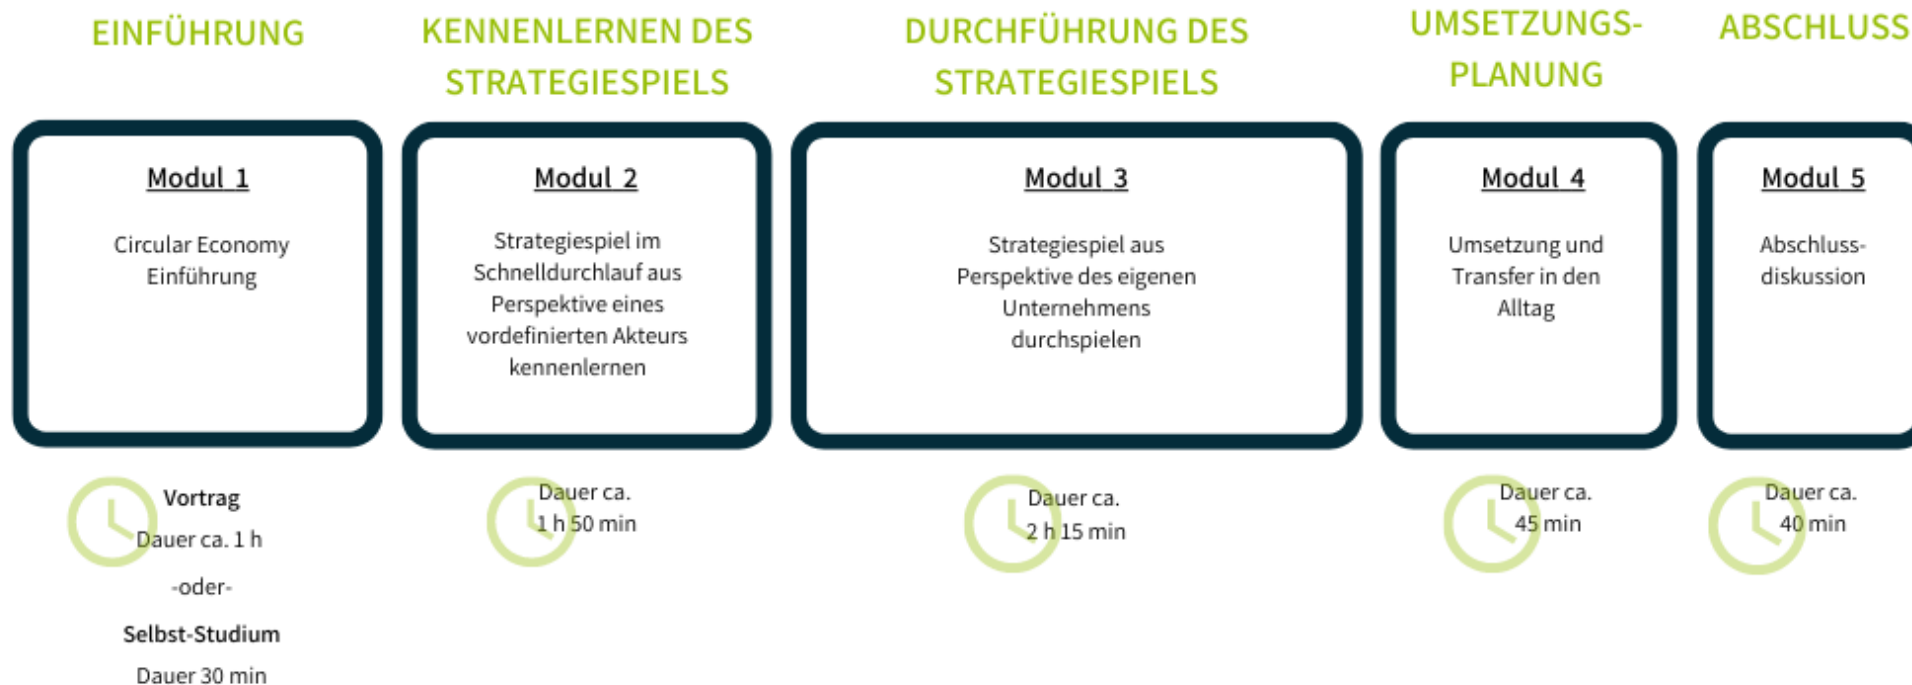 EINFÜHRUNG
KENNENLERNEN DES
STRATEGIESPIELS
DURCHFÜHRUNG DES
STRATEGIESPIELS
UMSETZUNGS-
PLANUNG
ABSCHLUSS
Modul 1
Circular Economy
Einführung
Modul 2
Strategiespiel im
Schnelldurchlauf aus
Perspektive eines
vordefinierten Akteurs
kennenlernen
Modul 3
Strategiespiel aus
Perspektive des eigenen
Unternehmens
durchspielen
Modul 4
Umsetzung und
Transfer in den
Alltag
Modul 5
Abschluss-
diskussion
Vortrag
Dauer ca. 1 h
-oder-
Selbst-Studium
Dauer 30 min
Dauer ca.
1 h 50 min
Dauer ca.
2 h 15 min
Dauer ca.
45 min
Dauer ca.
40 min